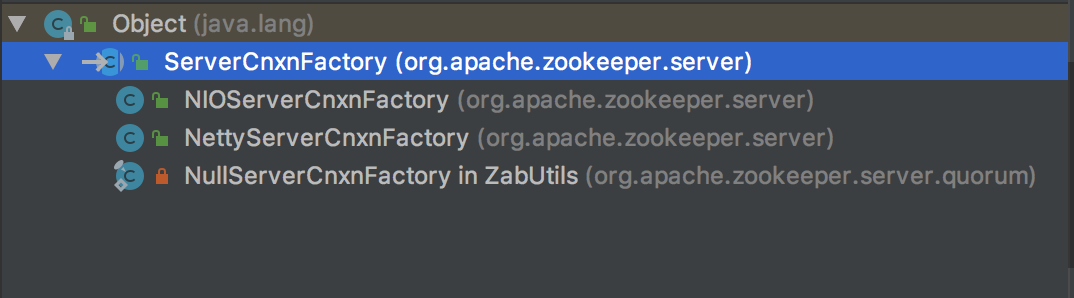 Object (java.lang)
ServerCnxnFactory (org.apache.zookeeper.server)
NIOServerCnxnFactory (org.apache.zookeeper.server)
NettyServerCnxnFactory (org.apache.zookeeper.server)
NullServerCnxnFactory in ZabUtils (org.apache.zookeeper.server.quorum)